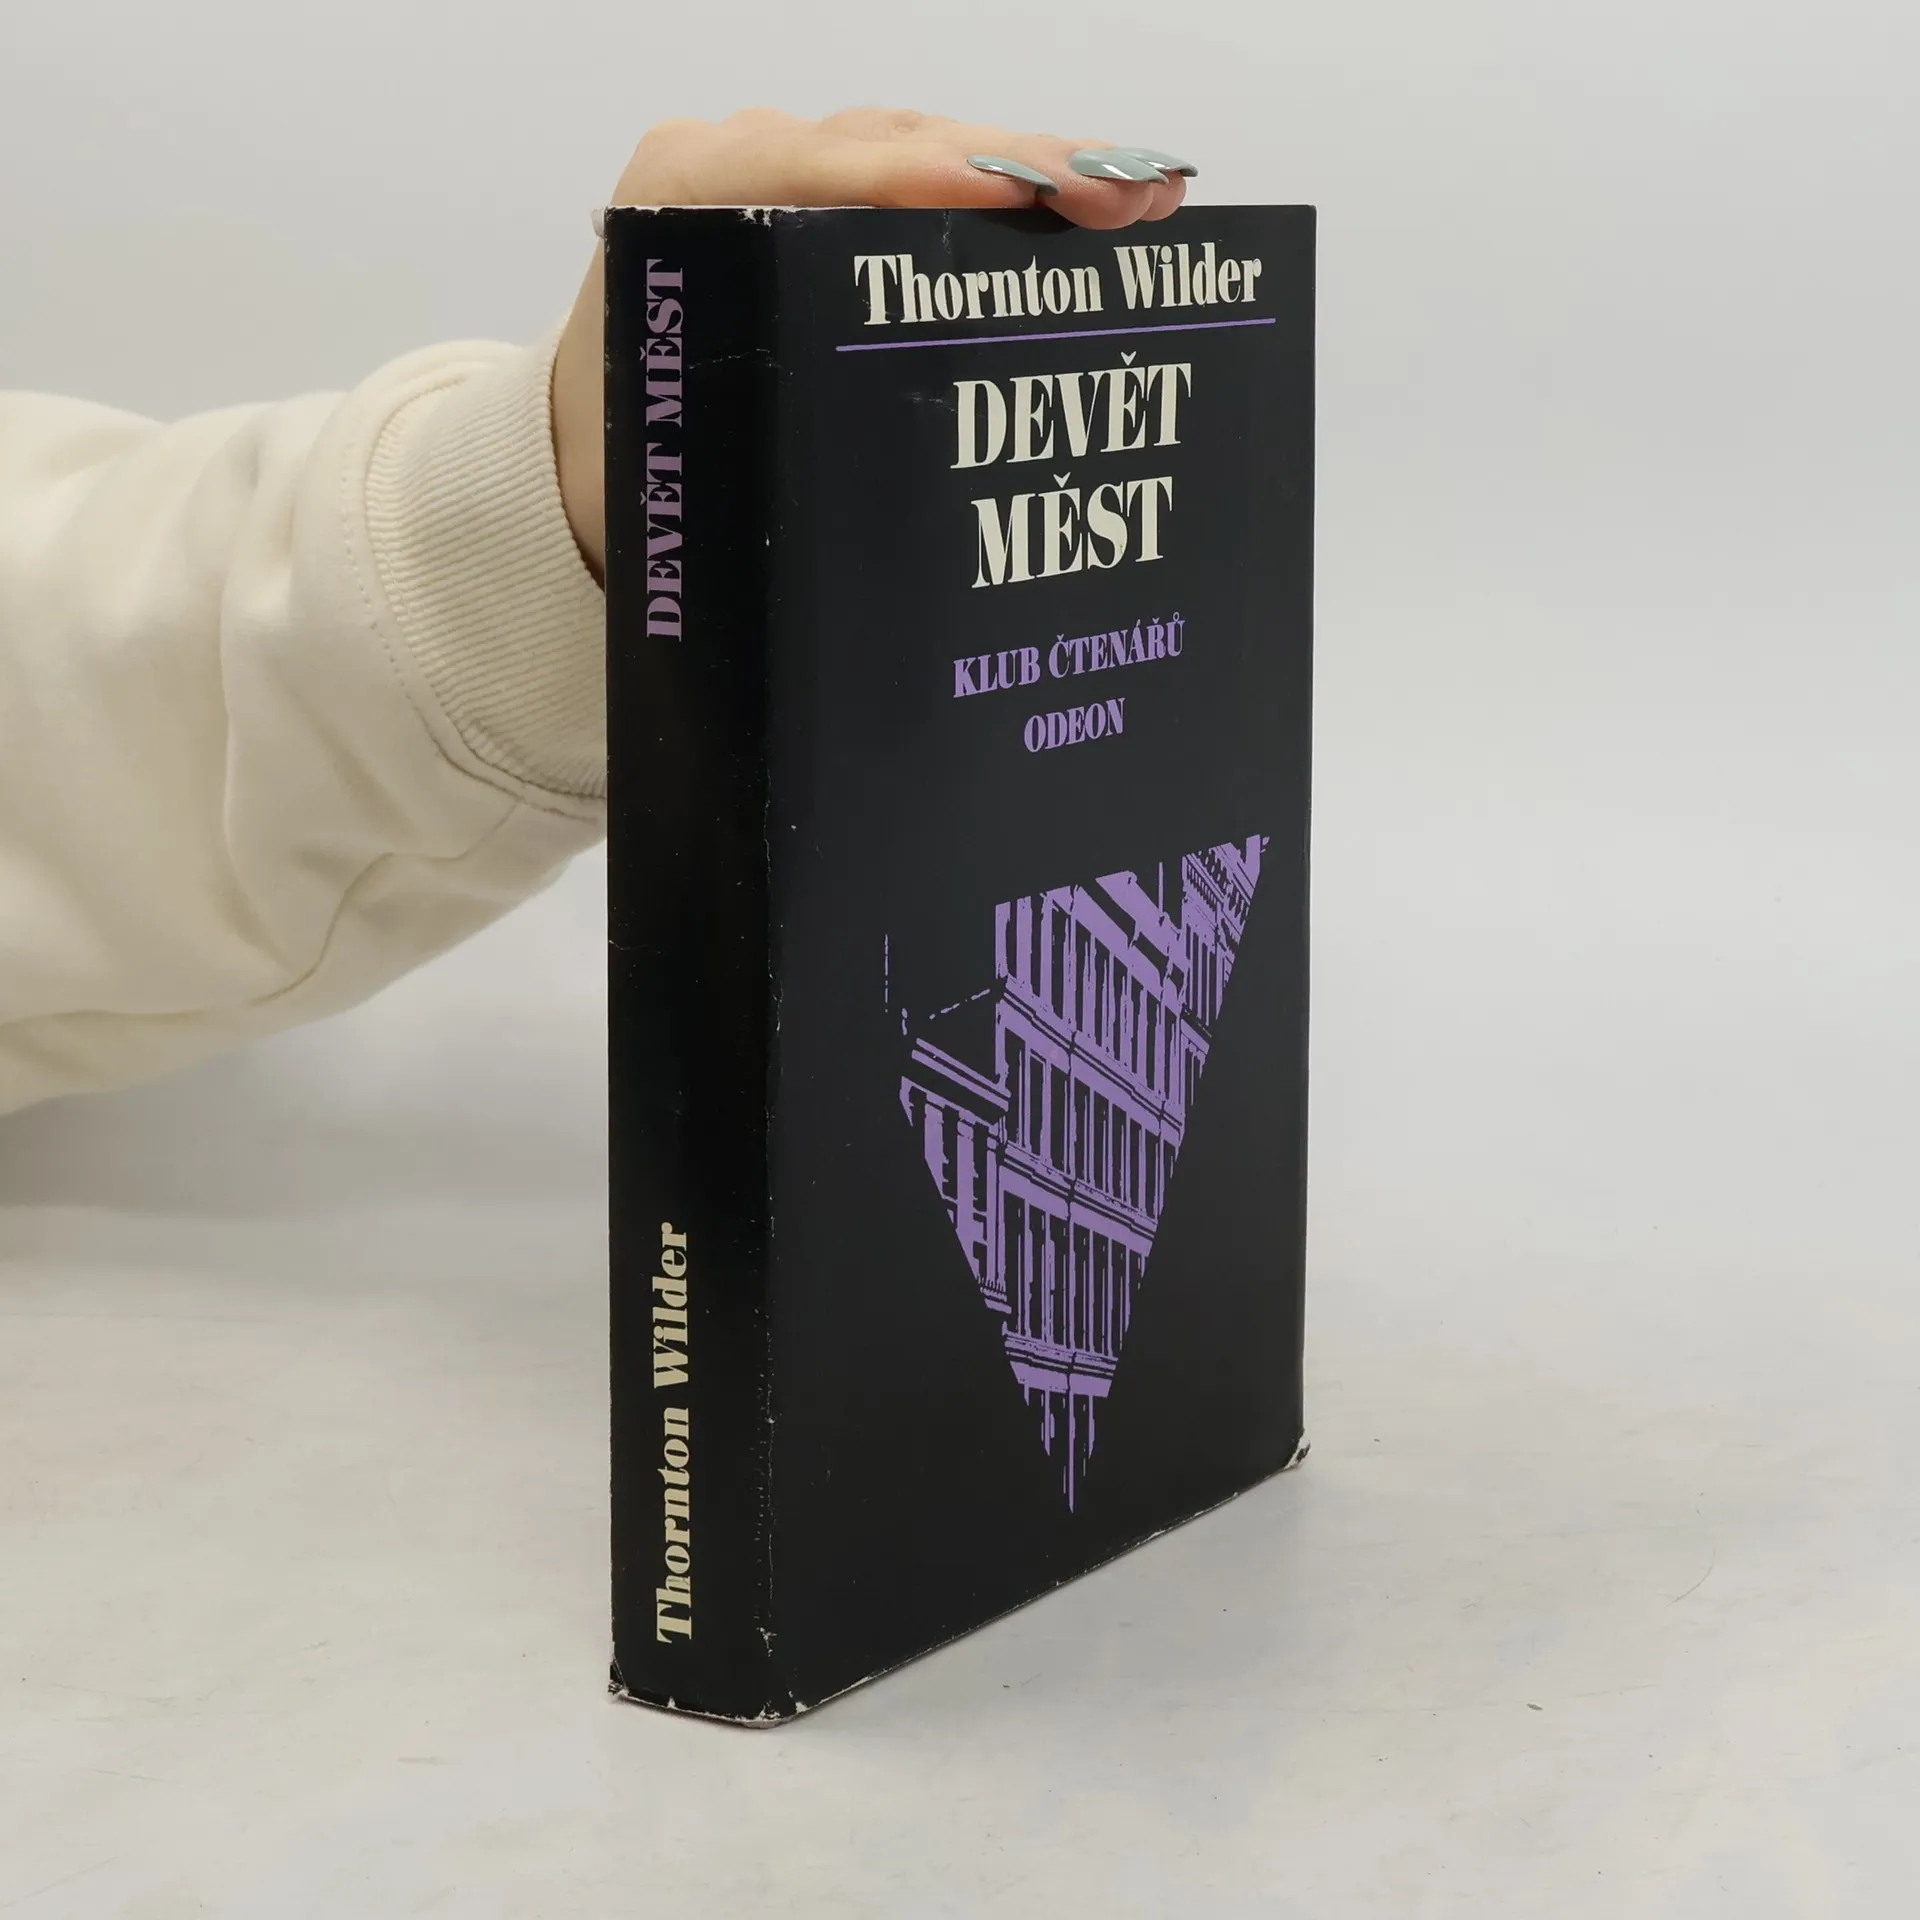 Thornton Wilder
DEVĚT
MĚST
KLUB ČTENÁŘŮ
ODEON
DEVĚT MĚST
Thornton Wilder